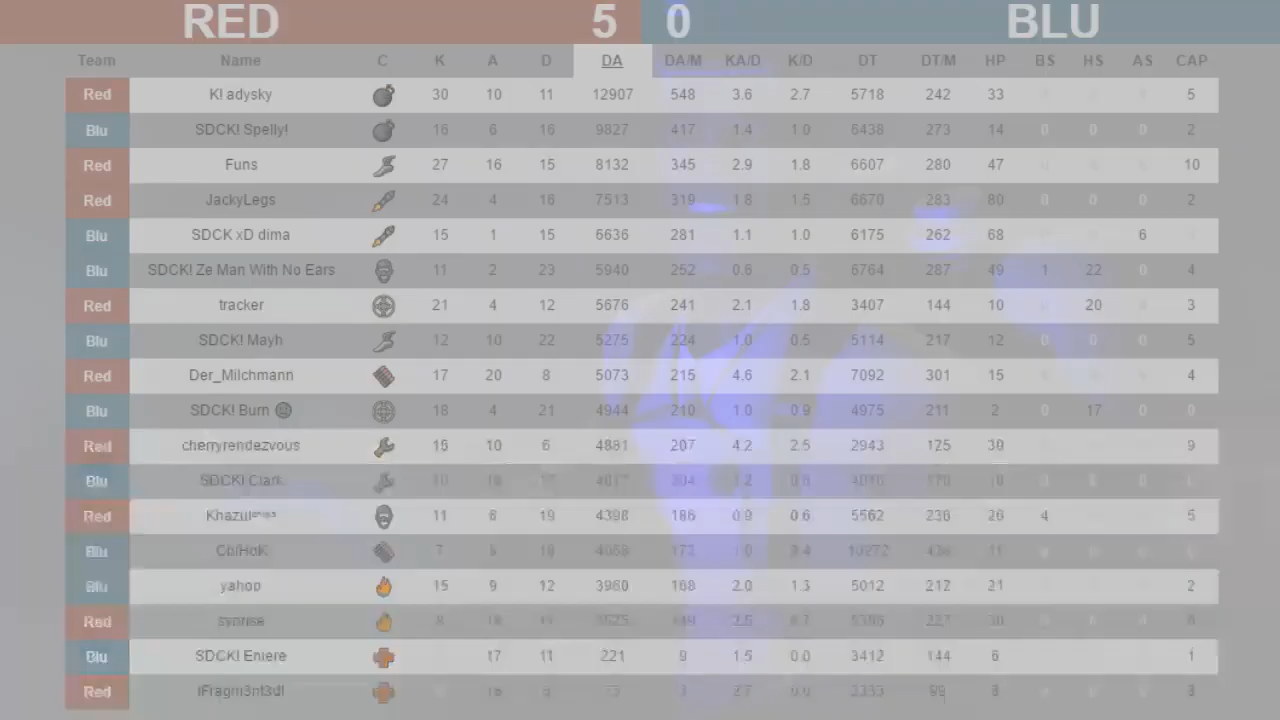 RED 5 0 BLU
Team Name C K A D DA DA/M KA/D K/D DT DT/M HP BS HS AS CAP
Red K! adysky 30 10 11 12907 548 3.6 2.7 5718 242 33 5
Blu SDCK! Spelly! 16 6 16 9827 417 1.4 1.0 6438 273 14 0 0 0 2
Red Funs 27 16 15 8132 345 2.9 1.8 6607 280 47 10
Red JackyLegs 24 4 16 7513 319 1.8 1.5 6670 283 80 0 0 0 2
Blu SDCK xD dima 15 1 15 6636 281 1.1 1.0 6175 262 68 6
Blu SDCK! Ze Man With No Ears 11 2 23 5940 252 0.6 0.5 6764 287 49 1 22 0 4
Red tracker 21 4 12 5676 241 2.1 1.8 3407 144 10 20 3
Blu SDCK! Mayh 12 10 22 5275 224 1.0 0.5 5114 217 12 0 0 0 5
Red Der_Milchmann 17 20 8 5073 215 4.6 2.1 7092 301 15 4
Blu SDCK! Burn 18 4 21 4944 210 1.0 0.9 4975 211 2 0 17 0 0
Red cherryrendezvous 10 6 4881 207 4.2 2.5 2943 125 30 9
Blu SDCK!
Red 11 19 4398 186 0.9 0.6 5562 236 26 4 5
Blu
Blu yahoo 15 9 12 3960 168 2.0 1.3 5012 212 21 2
Red
Blu SDCK! Eniere 17 11 221 9 1.5 0.0 3412 144 6 1
Red